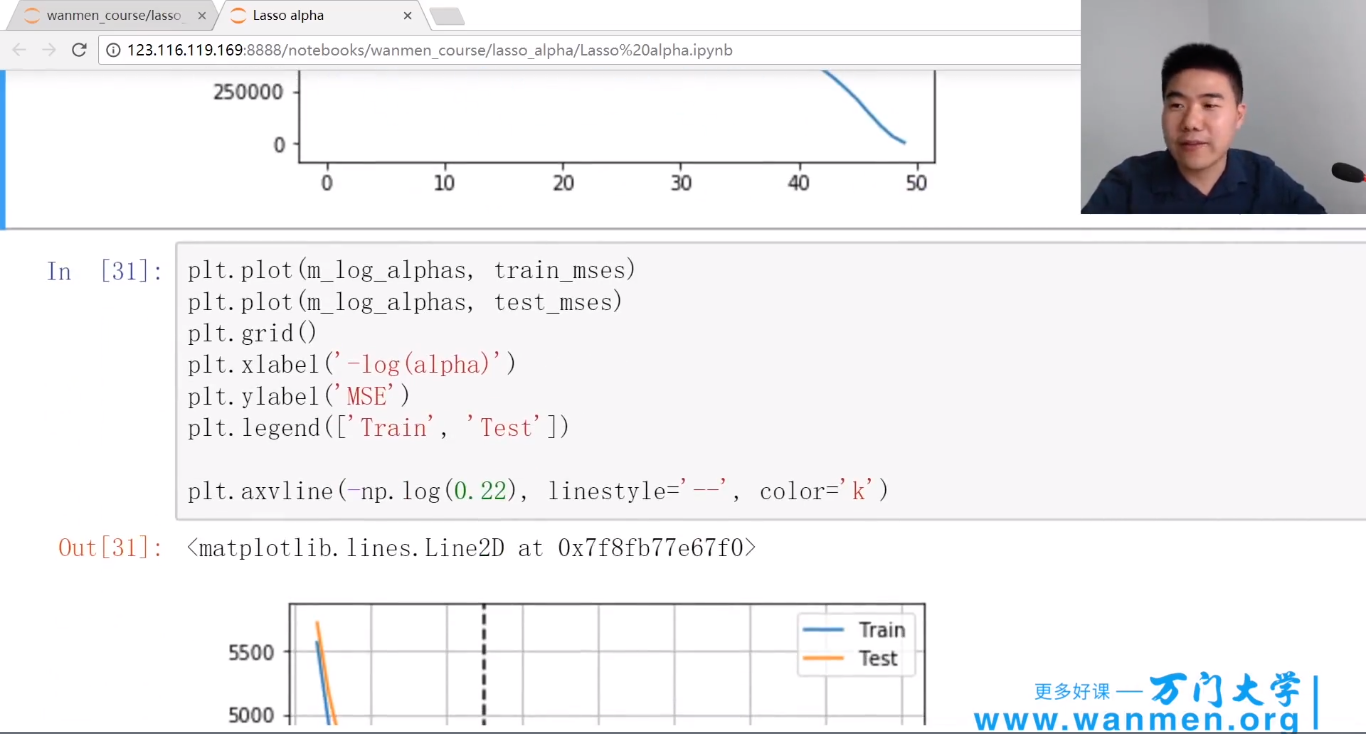 wanmen_course/lasso_
Lasso alpha
123.116.119.169:8888/notebooks/wanmen_course/lasso_alpha/Lasso%20alpha.ipynb
250000
0
0 10 20 30 40 50
In [31]:
plt.plot(m_log_alphas, train_mses)
plt.plot(m_log_alphas, test_mses)
plt.grid()
plt.xlabel('-log(alpha)')
plt.ylabel('MSE')
plt.legend(['Train', 'Test'])
plt.axvline(-np.log(0.22), linestyle='--', color='k')
Out[31]: <matplotlib.lines.Line2D at 0x7f8fb77e67f0>
5500
5000
Train
Test
更多好课 — 万门大学
www.wanmen.org